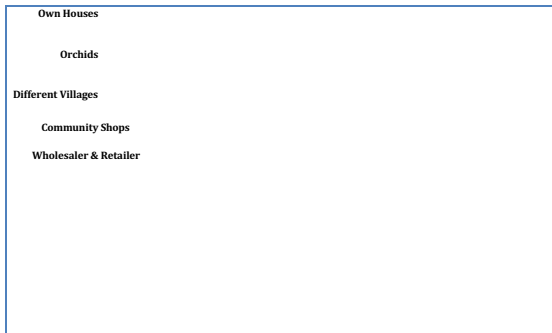 Own Houses
Orchids
Different Villages
Community Shops
Wholesaler & Retailer